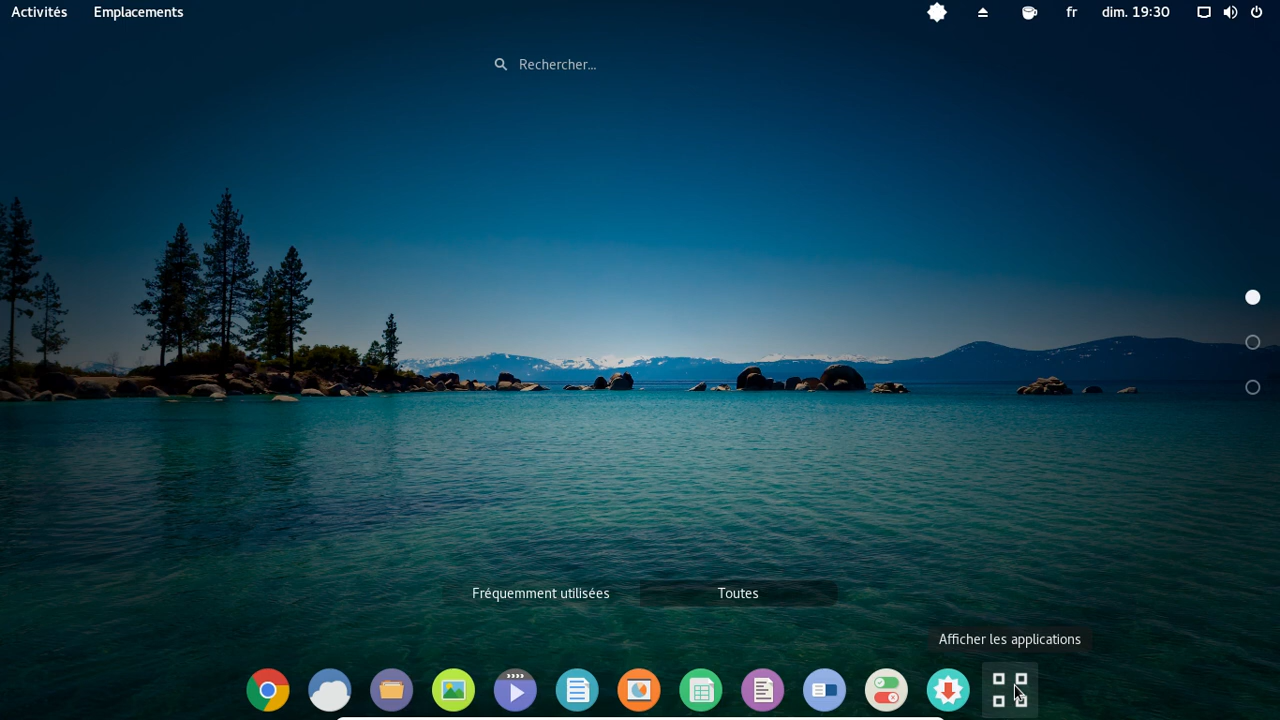 Activités Emplacements fr dim. 19:30
Rechercher...
Fréquemment utilisées Toutes
Afficher les applications